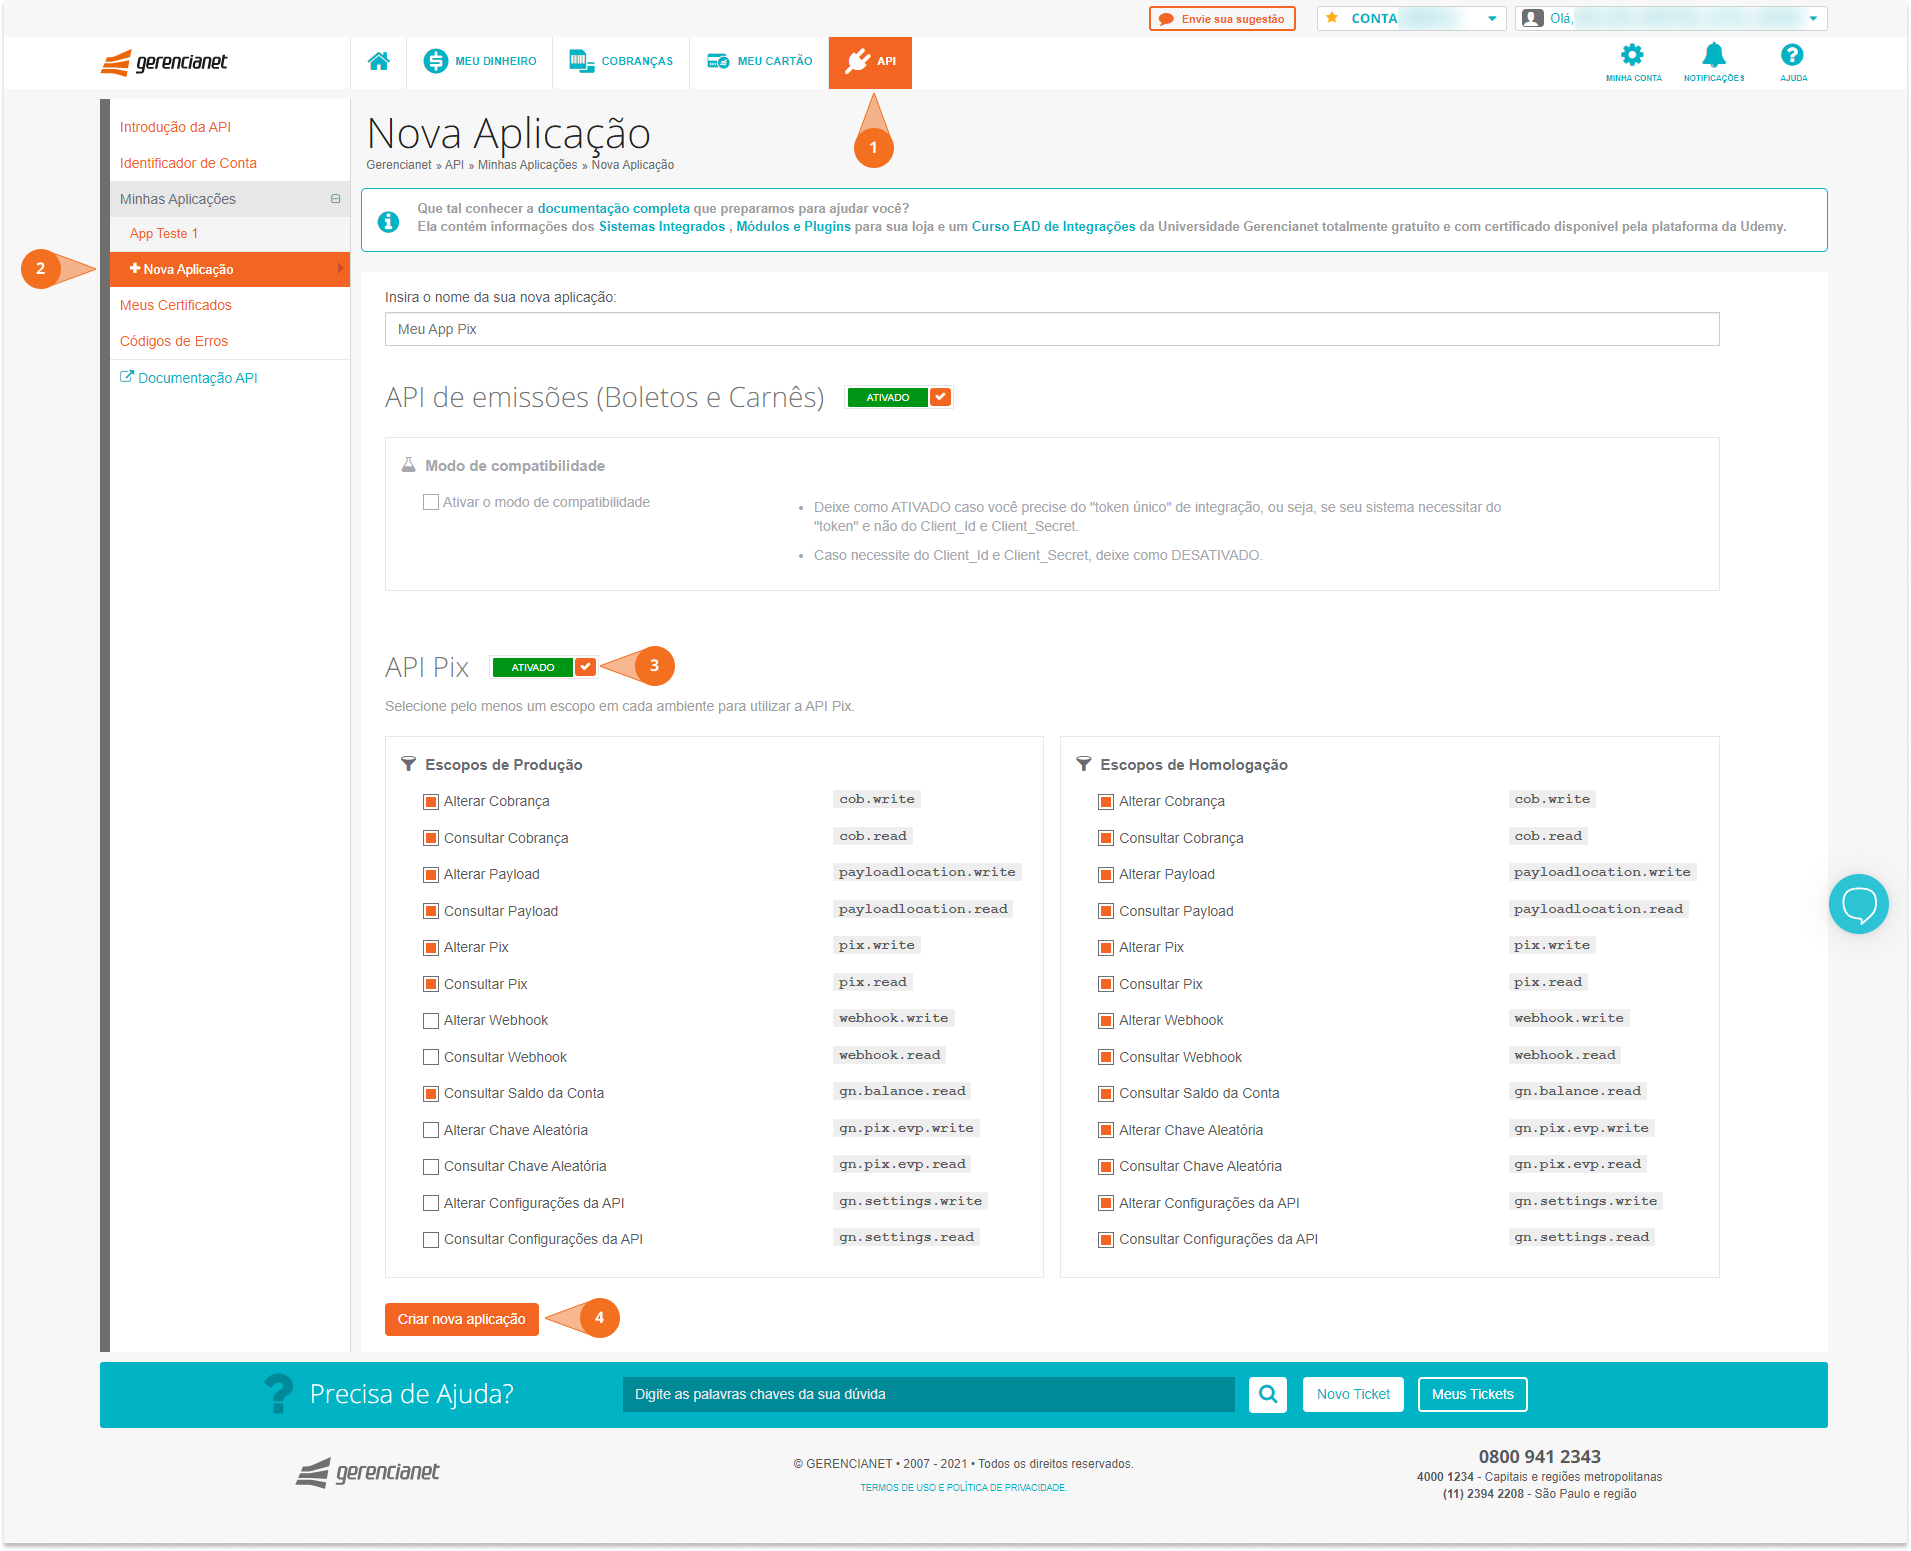 Envie sua sugestão
CONTA
Olá,
gerencianet
MEU DINHEIRO
COBRANÇAS
MEU CARTÃO
API
MINHA CONTA
NOTIFICAÇÕES
AJUDA
1
Introdução da API
Identificador de Conta
Minhas Aplicações
App Teste 1
2
Nova Aplicação
Meus Certificados
Códigos de Erros
Documentação API
Nova Aplicação
Gerencianet » API » Minhas Aplicações » Nova Aplicação
Que tal conhecer a documentação completa que preparamos para ajudar você?
Ela contém informações dos Sistemas Integrados , Módulos e Plugins para sua loja e um Curso EAD de Integrações da Universidade Gerencianet totalmente gratuito e com certificado disponível pela plataforma da Udemy.
Insira o nome da sua nova aplicação:
Meu App Pix
API de emissões (Boletos e Carnês) ATIVADO
Modo de compatibilidade
Ativar o modo de compatibilidade
• Deixe como ATIVADO caso você precise do "token único" de integração, ou seja, se seu sistema necessitar do
"token" e não do Client_Id e Client_Secret.
• Caso necessite do Client_Id e Client_Secret, deixe como DESATIVADO.
API Pix ATIVADO 3
Selecione pelo menos um escopo em cada ambiente para utilizar a API Pix.
Escopos de Produção
Alterar Cobrança cob.write
Consultar Cobrança cob.read
Alterar Payload payloadlocation.write
Consultar Payload payloadlocation.read
Alterar Pix pix.write
Consultar Pix pix.read
Alterar Webhook webhook.write
Consultar Webhook webhook.read
Consultar Saldo da Conta gn.balance.read
Alterar Chave Aleatória gn.pix.evp.write
Consultar Chave Aleatória gn.pix.evp.read
Alterar Configurações da API gn.settings.write
Consultar Configurações da API gn.settings.read
Escopos de Homologação
Alterar Cobrança cob.write
Consultar Cobrança cob.read
Alterar Payload payloadlocation.write
Consultar Payload payloadlocation.read
Alterar Pix pix.write
Consultar Pix pix.read
Alterar Webhook webhook.write
Consultar Webhook webhook.read
Consultar Saldo da Conta gn.balance.read
Alterar Chave Aleatória gn.pix.evp.write
Consultar Chave Aleatória gn.pix.evp.read
Alterar Configurações da API gn.settings.write
Consultar Configurações da API gn.settings.read
Criar nova aplicação 4
Precisa de Ajuda?
Digite as palavras chaves da sua dúvida
Novo Ticket
Meus Tickets
gerencianet
© GERENCIANET • 2007 - 2021 • Todos os direitos reservados.
TERMOS DE USO E POLÍTICA DE PRIVACIDADE.
0800 941 2343
4000 1234 - Capitais e regiões metropolitanas
(11) 2394 2208 - São Paulo e região